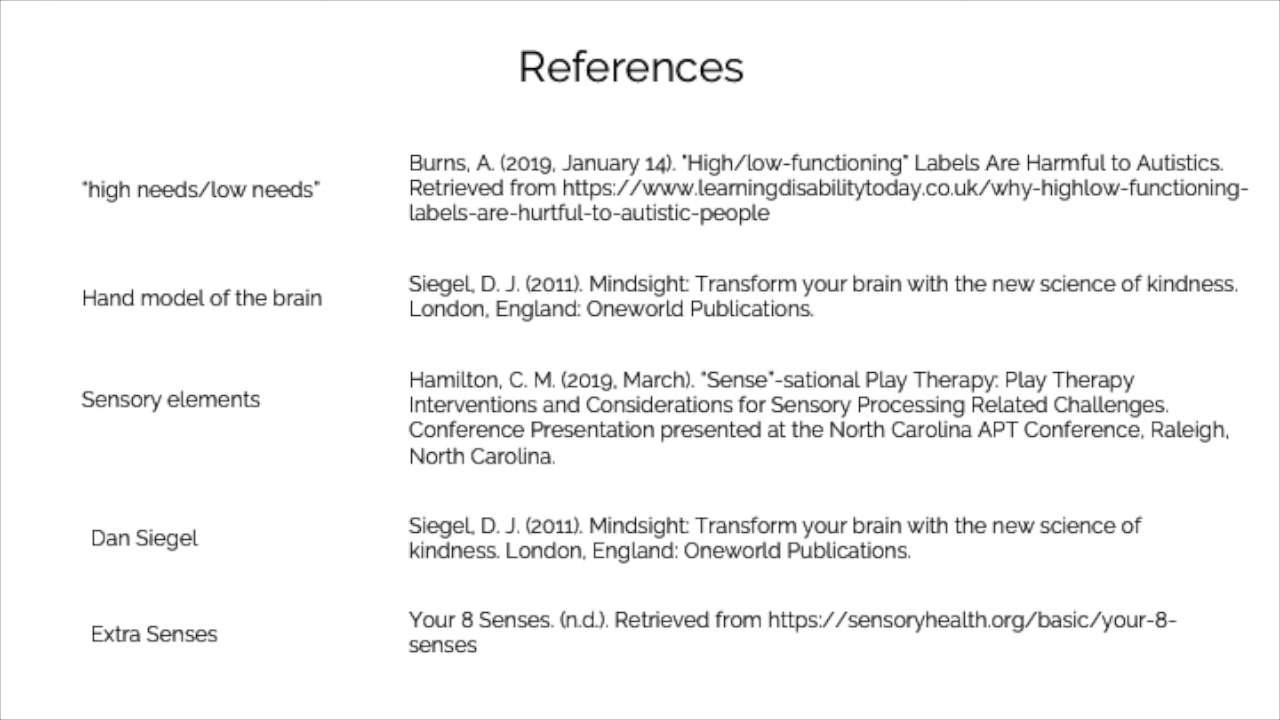 References
"high needs/low needs"
Burns, A. (2019, January 14). "High/low-functioning" Labels Are Harmful to Autistics.
Retrieved from https://www.learningdisabilitytoday.co.uk/why-highlow-functioning-
labels-are-hurtful-to-autistic-people
Hand model of the brain
Siegel, D. J. (2011). Mindsight: Transform your brain with the new science of kindness.
London, England: Oneworld Publications.
Sensory elements
Hamilton, C. M. (2019, March). "Sense"-sational Play Therapy: Play Therapy
Interventions and Considerations for Sensory Processing Related Challenges.
Conference Presentation presented at the North Carolina APT Conference, Raleigh,
North Carolina.
Dan Siegel
Siegel, D. J. (2011). Mindsight: Transform your brain with the new science of
kindness. London, England: Oneworld Publications.
Extra Senses
Your 8 Senses. (n.d.). Retrieved from https://sensoryhealth.org/basic/your-8-
senses